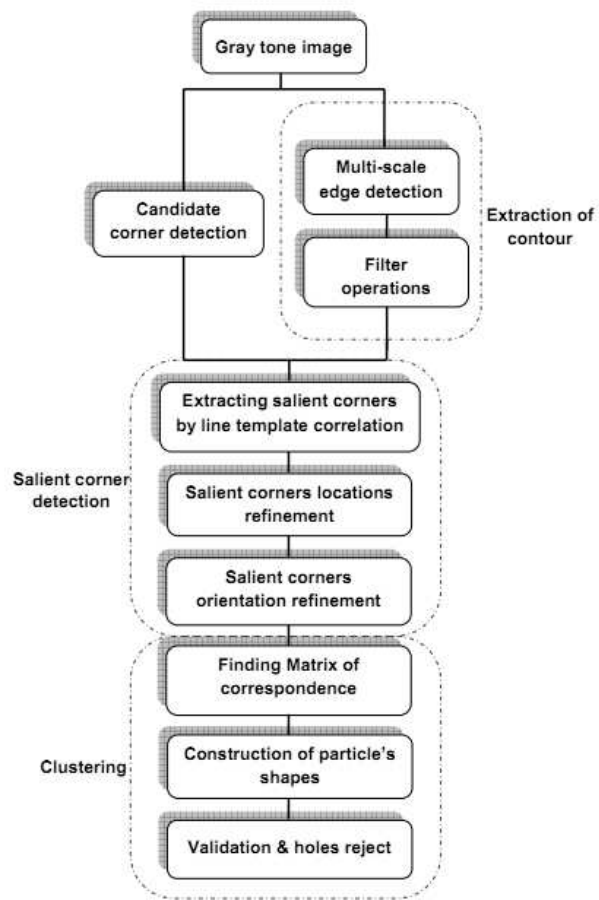 Gray tone image
Multi-scale
edge detection
Candidate
corner detection
Extraction of
contour
Filter
operations
Extracting salient corners
by line template correlation
Salient corner
detection
Salient corners locations
refinement
Salient corners
orientation refinement
Finding Matrix of
correspondence
Clustering
Construction of particle's
shapes
Validation & holes reject